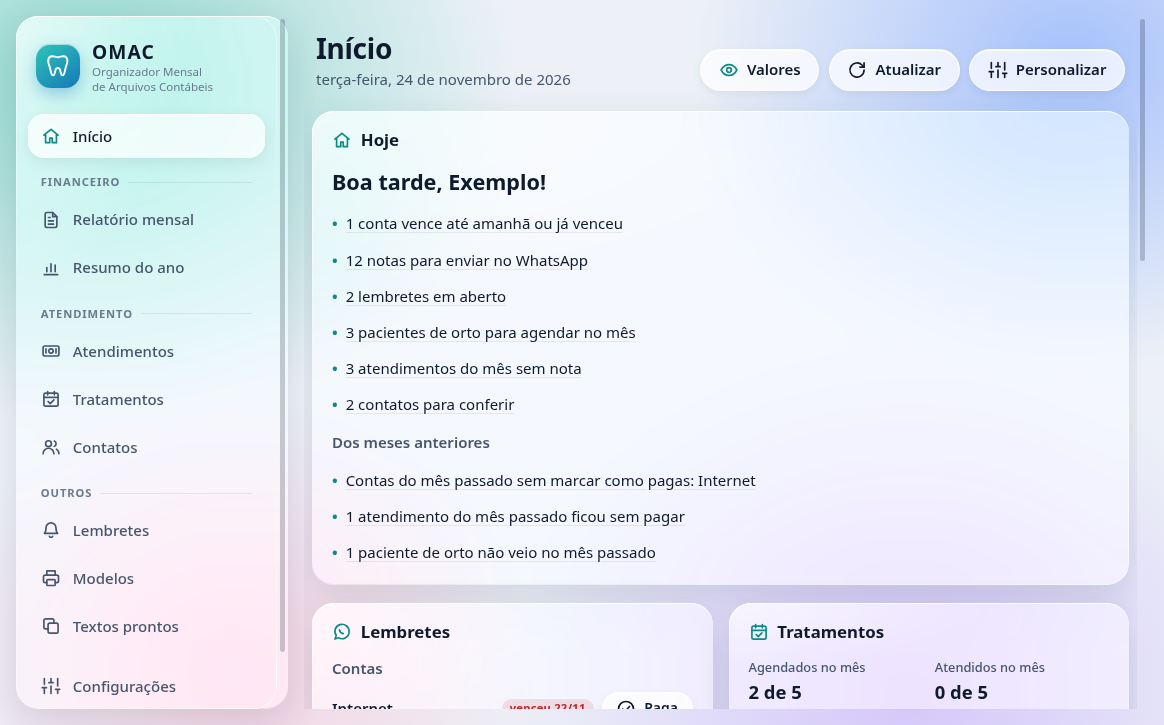 OMAC
Organizador Mensal
de Arquivos Contábeis
Início
FINANCEIRO
Relatório mensal
Resumo do ano
ATENDIMENTO
Atendimentos
Tratamentos
Contatos
OUTROS
Lembretes
Modelos
Textos prontos
Configurações
Início
terça-feira, 24 de novembro de 2026
Valores
Atualizar
Personalizar
Hoje
Boa tarde, Exemplo!
• 1 conta vence até amanhã ou já venceu
• 12 notas para enviar no WhatsApp
• 2 lembretes em aberto
• 3 pacientes de orto para agendar no mês
• 3 atendimentos do mês sem nota
• 2 contatos para conferir
Dos meses anteriores
• Contas do mês passado sem marcar como pagas: Internet
• 1 atendimento do mês passado ficou sem pagar
• 1 paciente de orto não veio no mês passado
Lembretes
Contas
Internet venceu 22/11 Paga
Tratamentos
Agendados no mês Atendidos no mês
2 de 5 0 de 5